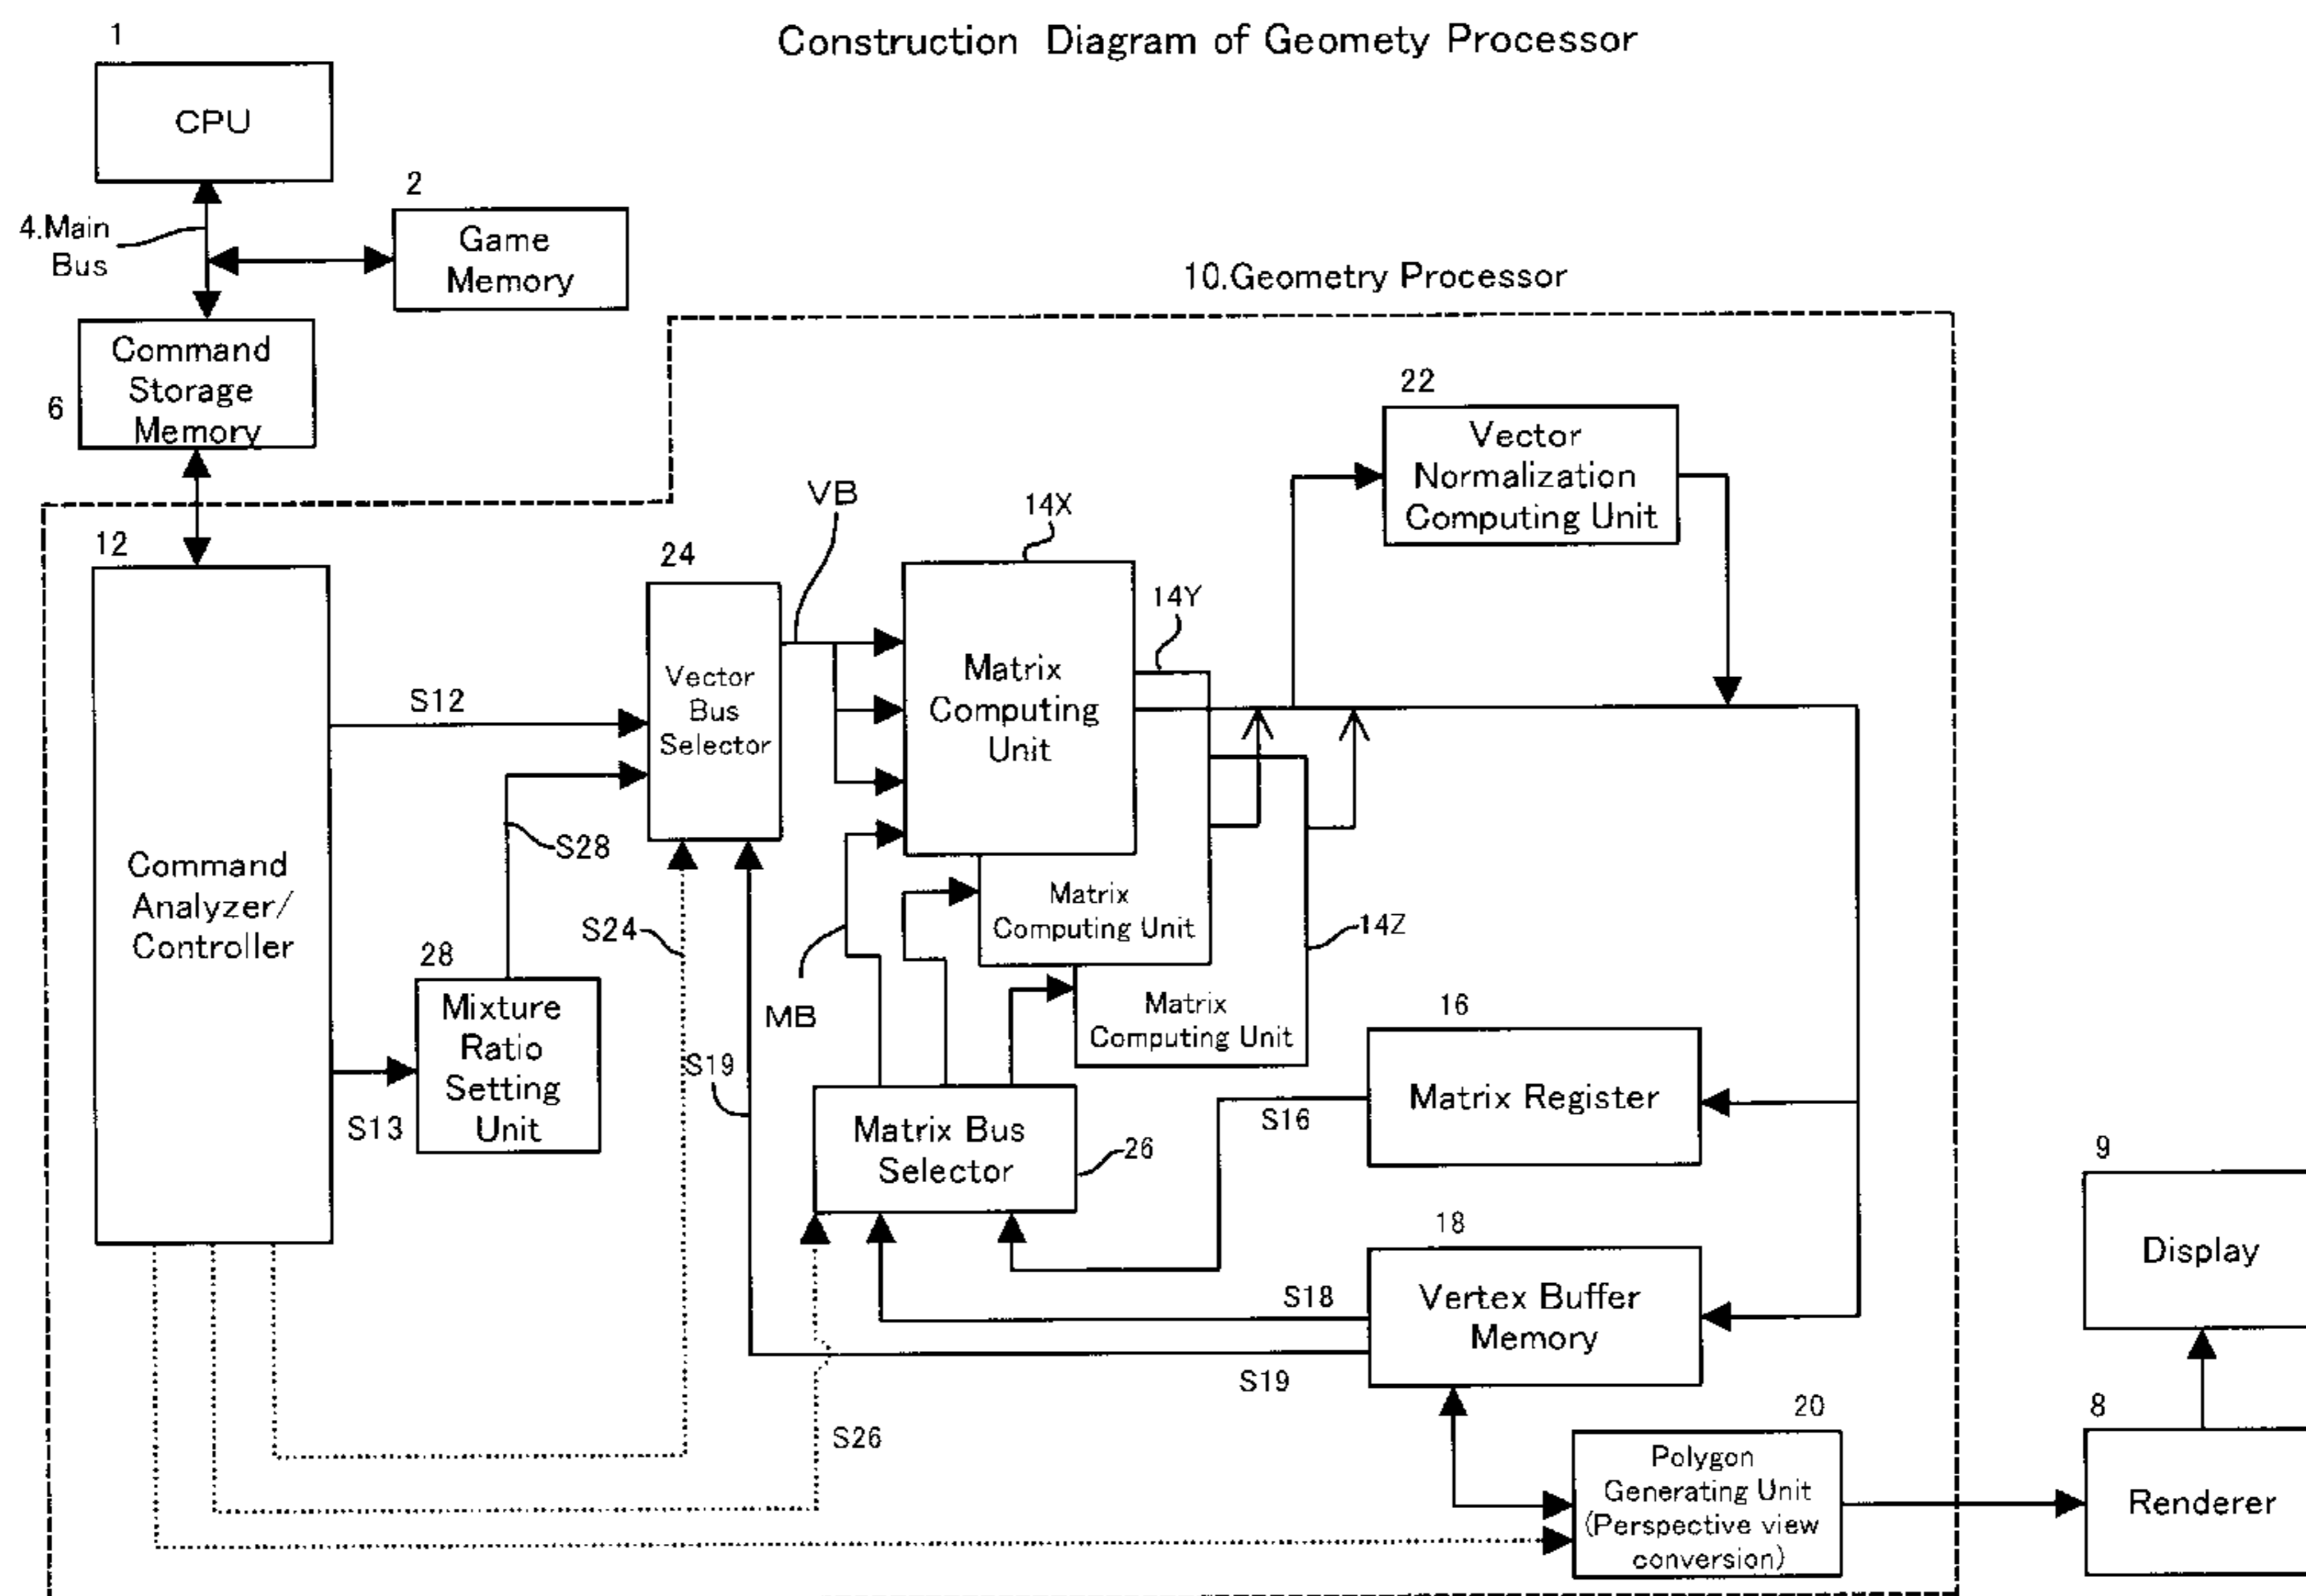 Construction Diagram of Geomety Processor
1
CPU
2
4.Main
Bus
Game
Memory
10.Geometry Processor
Command
Storage
Memory
6
22
Vector
Normalization
Computing Unit
VB
14X
12
24
14Y
Vector
Bus
Selector
Matrix
Computing
Unit
S12
S28
Command
Analyzer/
Controller
S24
Matrix
Computing Unit
14Z
28
Mixture
Ratio
Setting
Unit
MB
Matrix
Computing Unit
16
S19
Matrix Register
S13
Matrix Bus
Selector
26
S16
9
Display
18
Vertex Buffer
Memory
S18
S19
S26
20
8
Polygon
Generating Unit
(Perspective view
conversion)
Renderer